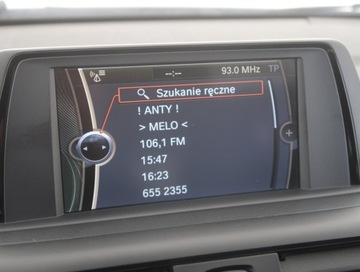 --:-- 93.0 MHz TP
Szukanie ręczne
! ANTY !
> MELO <
106,1 FM
15:47
16:23
655 2355